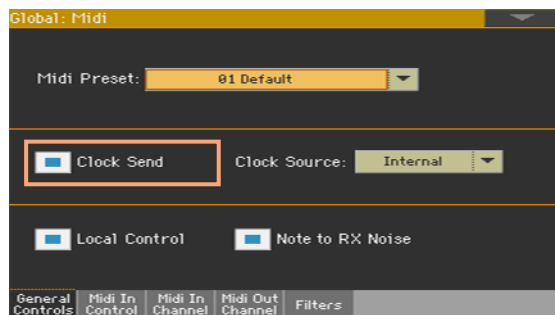 Global: Midi
Midi Preset: 01 Default
Clock Send Clock Source: Internal
Local Control Note to RX Noise
General Controls Midi In Control Midi In Channel Midi Out Channel Filters